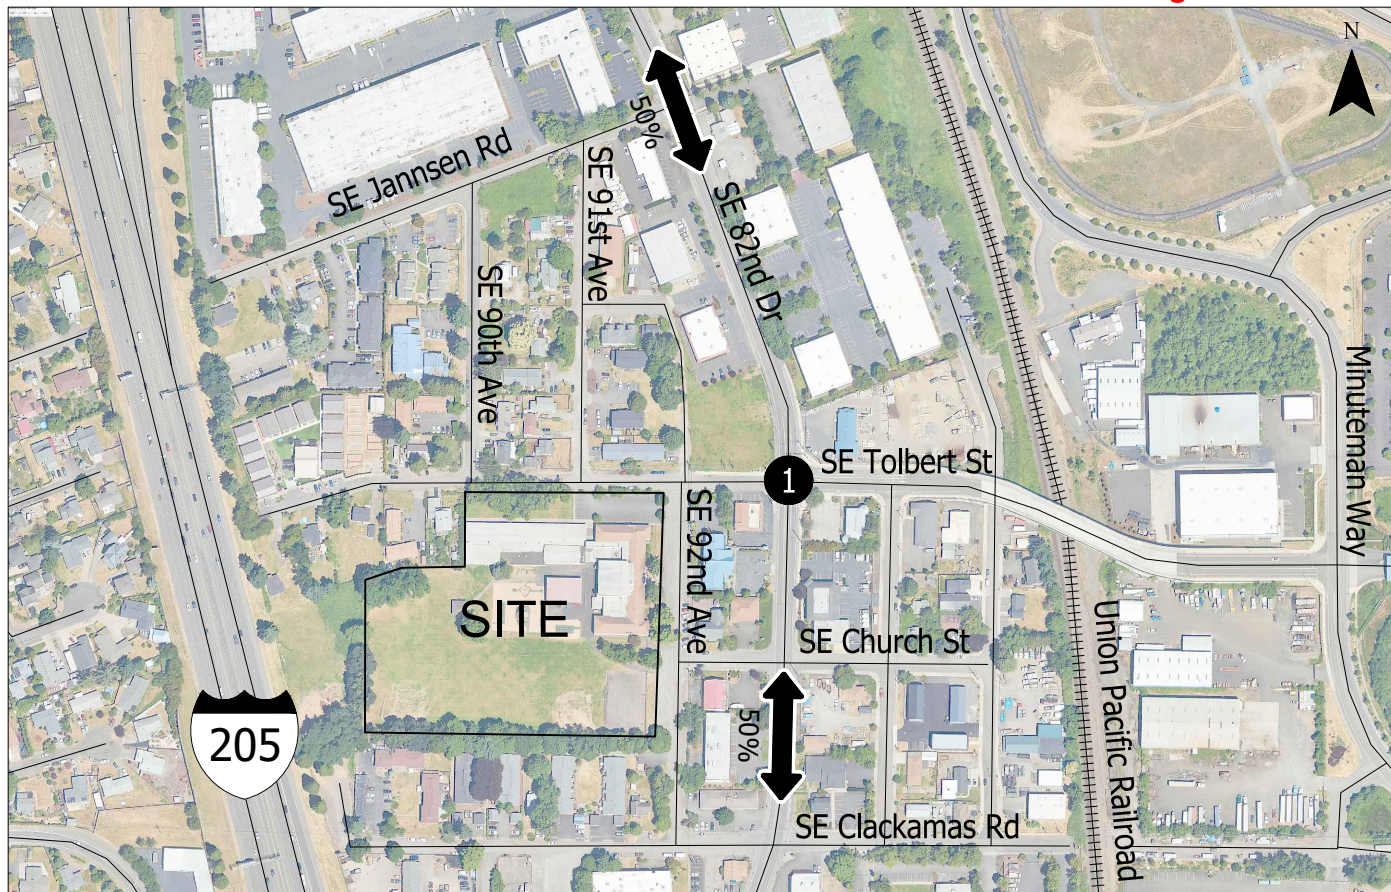 N
50%
SE Jannsen Rd
SE 91st Ave
SE 82nd Dr
SE 90th Ave
Minuteman Way
SE Tolbert St
1
SE 92nd Ave
SITE
SE Church St
Union Pacific Railroad
205
50%
SE Clackamas Rd